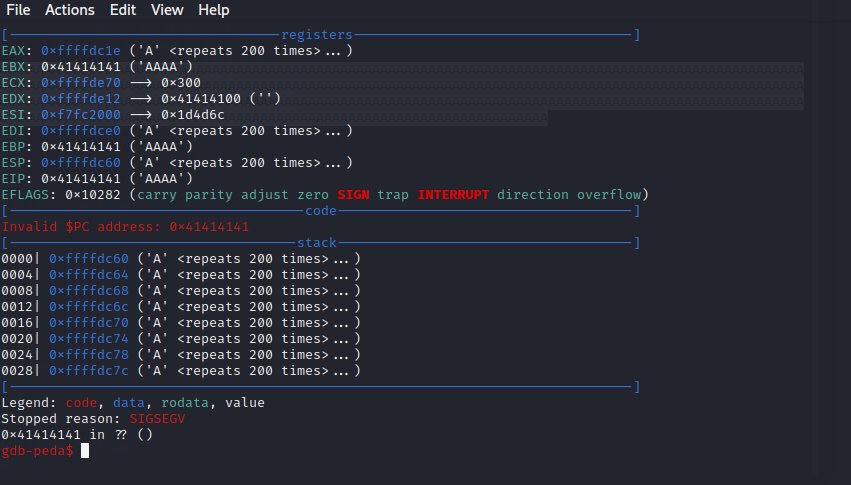 File Actions Edit View Help
[----------------------------------registers-----------------------------------]
EAX: 0xffffdc1e ('A' <repeats 200 times>...)
EBX: 0x41414141 ('AAAA')
ECX: 0xffffde70 --> 0x300
EDX: 0xffffde12 --> 0x41414100 ('')
ESI: 0xf7fc2000 --> 0x1d4d6c
EDI: 0xffffdce0 ('A' <repeats 200 times>...)
EBP: 0x41414141 ('AAAA')
ESP: 0xffffdc60 ('A' <repeats 200 times>...)
EIP: 0x41414141 ('AAAA')
EFLAGS: 0x10282 (carry parity adjust zero SIGN trap INTERRUPT direction overflow)
[-------------------------------------code-------------------------------------]
Invalid $PC address: 0x41414141
[------------------------------------stack-------------------------------------]
0000| 0xffffdc60 ('A' <repeats 200 times>...)
0004| 0xffffdc64 ('A' <repeats 200 times>...)
0008| 0xffffdc68 ('A' <repeats 200 times>...)
0012| 0xffffdc6c ('A' <repeats 200 times>...)
0016| 0xffffdc70 ('A' <repeats 200 times>...)
0020| 0xffffdc74 ('A' <repeats 200 times>...)
0024| 0xffffdc78 ('A' <repeats 200 times>...)
0028| 0xffffdc7c ('A' <repeats 200 times>...)
[------------------------------------------------------------------------------]
Legend: code, data, rodata, value
Stopped reason: SIGSEGV
0x41414141 in ?? ()
gdb-peda$